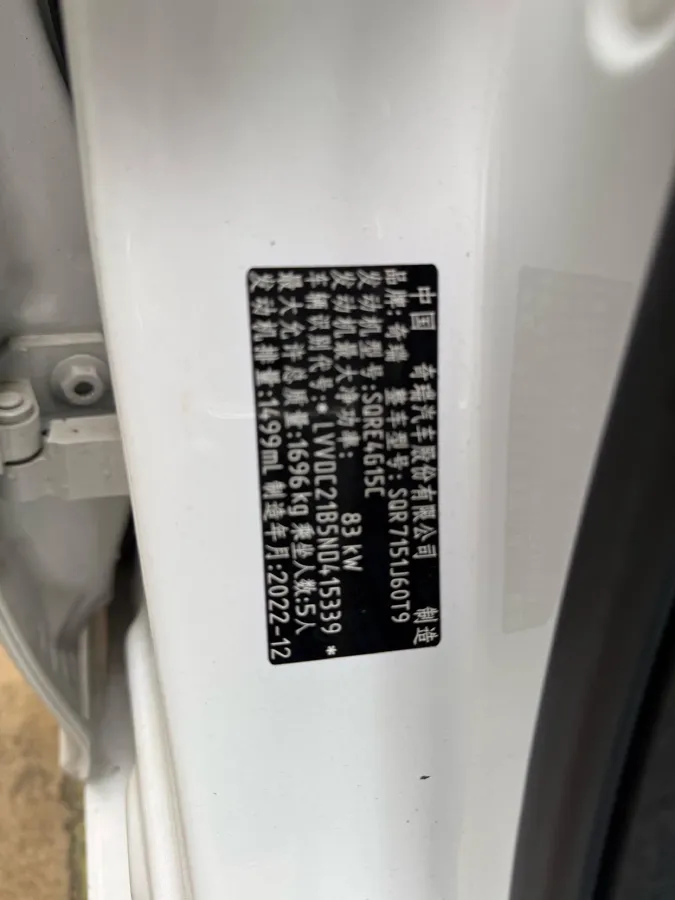 中国 奇瑞汽车股份有限公司 制造
品牌:奇瑞 整车型号:SQR7151J60T9
发动机型号:SQRE4G15C
发动机最大净功率: 83 kW
车辆识别代号:*LVVDC21B5ND415339*
最大允许总质量:1696kg 乘坐人数:5人
发动机排量:1499mL 制造年月:2022-12